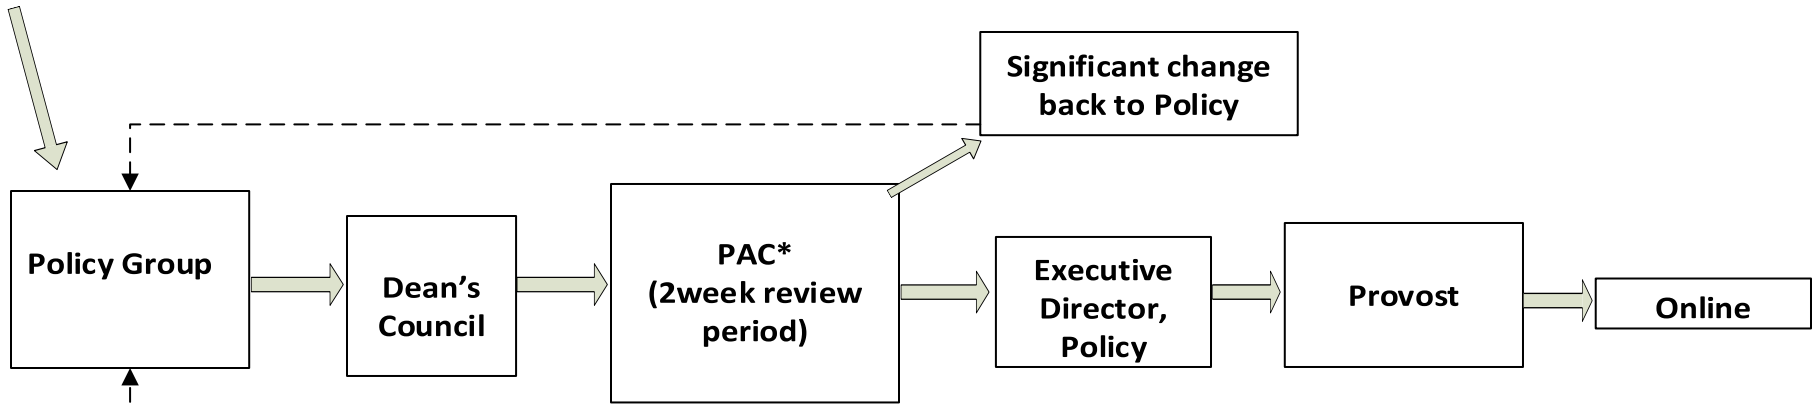 Significant change
back to Policy
Policy Group
Dean’s
Council
PAC*
(2week review
period)
Executive
Director,
Policy
Provost
Online